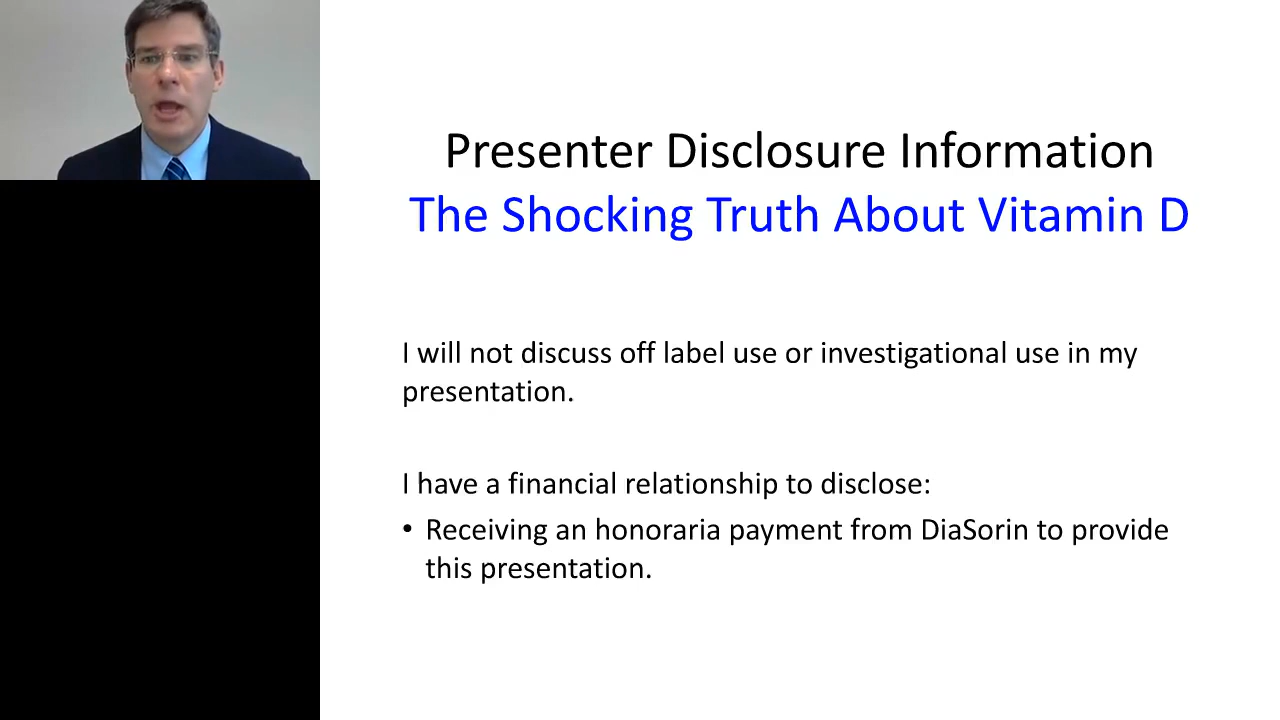 Presenter Disclosure Information
The Shocking Truth About Vitamin D
I will not discuss off label use or investigational use in my
presentation.
I have a financial relationship to disclose:
• Receiving an honoraria payment from DiaSorin to provide
this presentation.